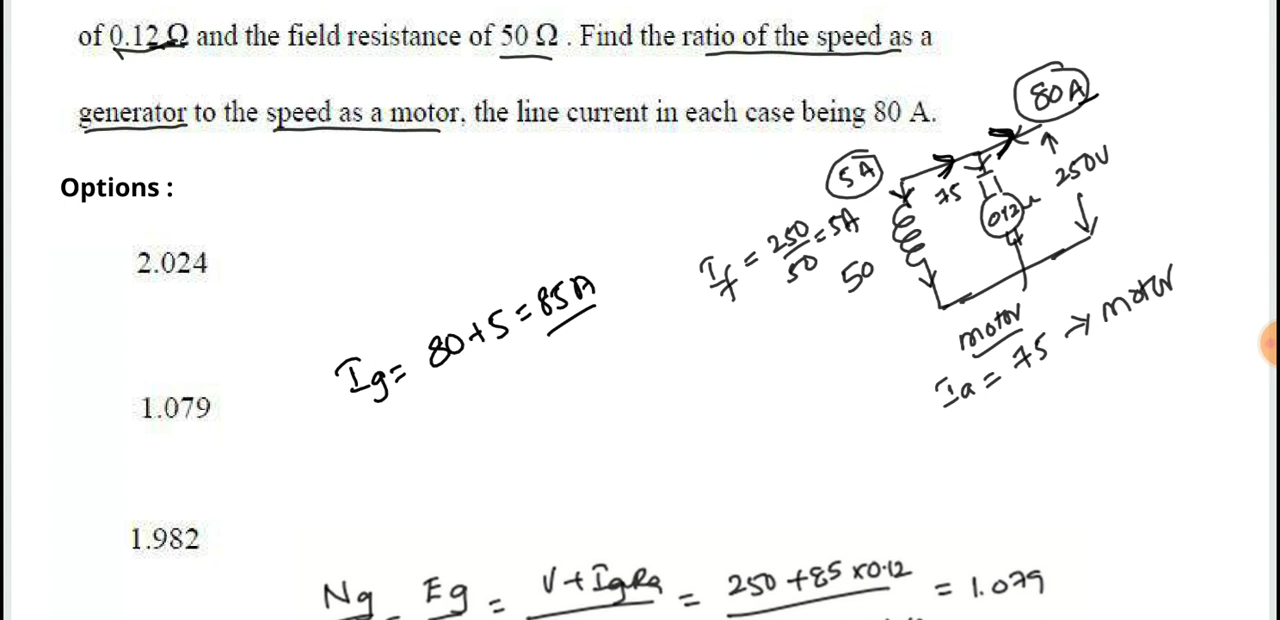 of 0.12 Ω and the field resistance of 50 Ω . Find the ratio of the speed as a
generator to the speed as a motor, the line current in each case being 80 A.
80A
5A
75
250V
0.12
Options :
If = 250/50 = 5A
50
2.024
Ig = 80+5 = 85A
motor
Ia = 75 → motor
1.079
1.982
Ng Eg = V+IgRa = 250 +85 x0.12 = 1.079